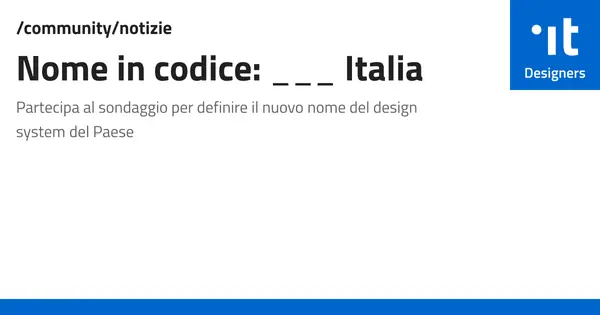 /community/notizie
Nome in codice: _ _ _ Italia
Partecipa al sondaggio per definire il nuovo nome del design
system del Paese
it
Designers